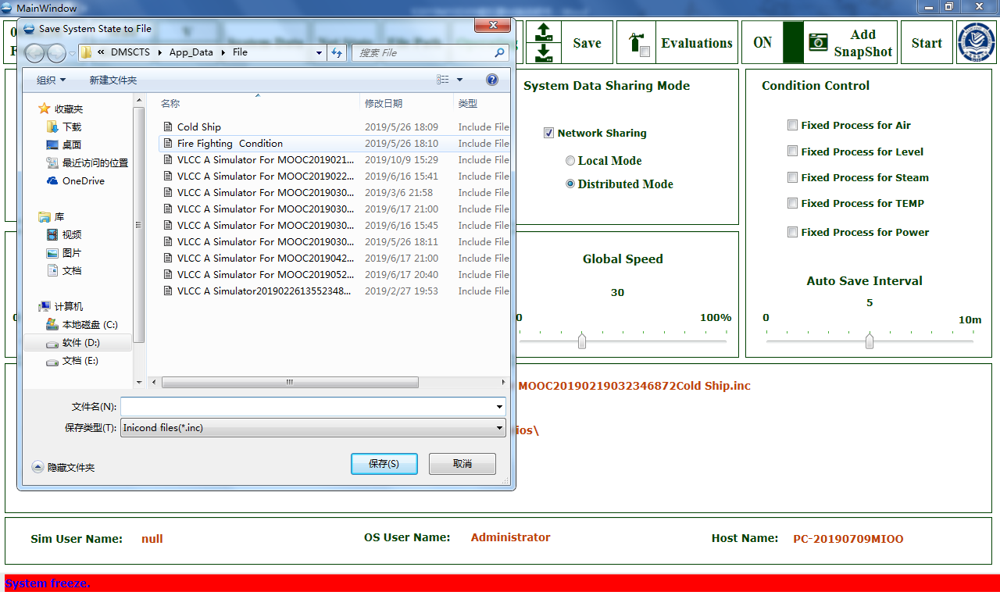 MainWindow
Save System State to File
Save
Evaluations
ON
Add
SnapShot
Start
« DMSCTS
App_Data
File
搜索 File
组织
新建文件夹
收藏夹
下载
桌面
最近访问的位置
OneDrive
库
视频
图片
文档
计算机
本地磁盘 (C:)
软件 (D:)
文档 (E:)
名称 修改日期 类型
Cold Ship 2019/5/26 18:09 Include File
Fire Fighting Condition 2019/5/26 18:10 Include File
VLCC A Simulator For MOOC2019021... 2019/10/9 15:29 Include File
VLCC A Simulator For MOOC2019022... 2019/6/16 15:41 Include File
VLCC A Simulator For MOOC2019030... 2019/3/6 21:58 Include File
VLCC A Simulator For MOOC2019030... 2019/6/17 21:00 Include File
VLCC A Simulator For MOOC2019030... 2019/6/16 15:45 Include File
VLCC A Simulator For MOOC2019030... 2019/5/26 18:11 Include File
VLCC A Simulator For MOOC2019042... 2019/6/17 21:00 Include File
VLCC A Simulator For MOOC2019052... 2019/6/17 20:40 Include File
VLCC A Simulator2019022613552348... 2019/2/27 19:53 Include File
文件名(N):
保存类型(T): Inicond files(*.inc)
隐藏文件夹
保存(S)
取消
System Data Sharing Mode
Network Sharing
Local Mode
Distributed Mode
Condition Control
Fixed Process for Air
Fixed Process for Level
Fixed Process for Steam
Fixed Process for TEMP
Fixed Process for Power
Global Speed
30
0 100%
Auto Save Interval
5
0 10m
MOOC20190219032346872Cold Ship.inc
ios\
Sim User Name: null
OS User Name: Administrator
Host Name: PC-20190709MIOO
System freeze.